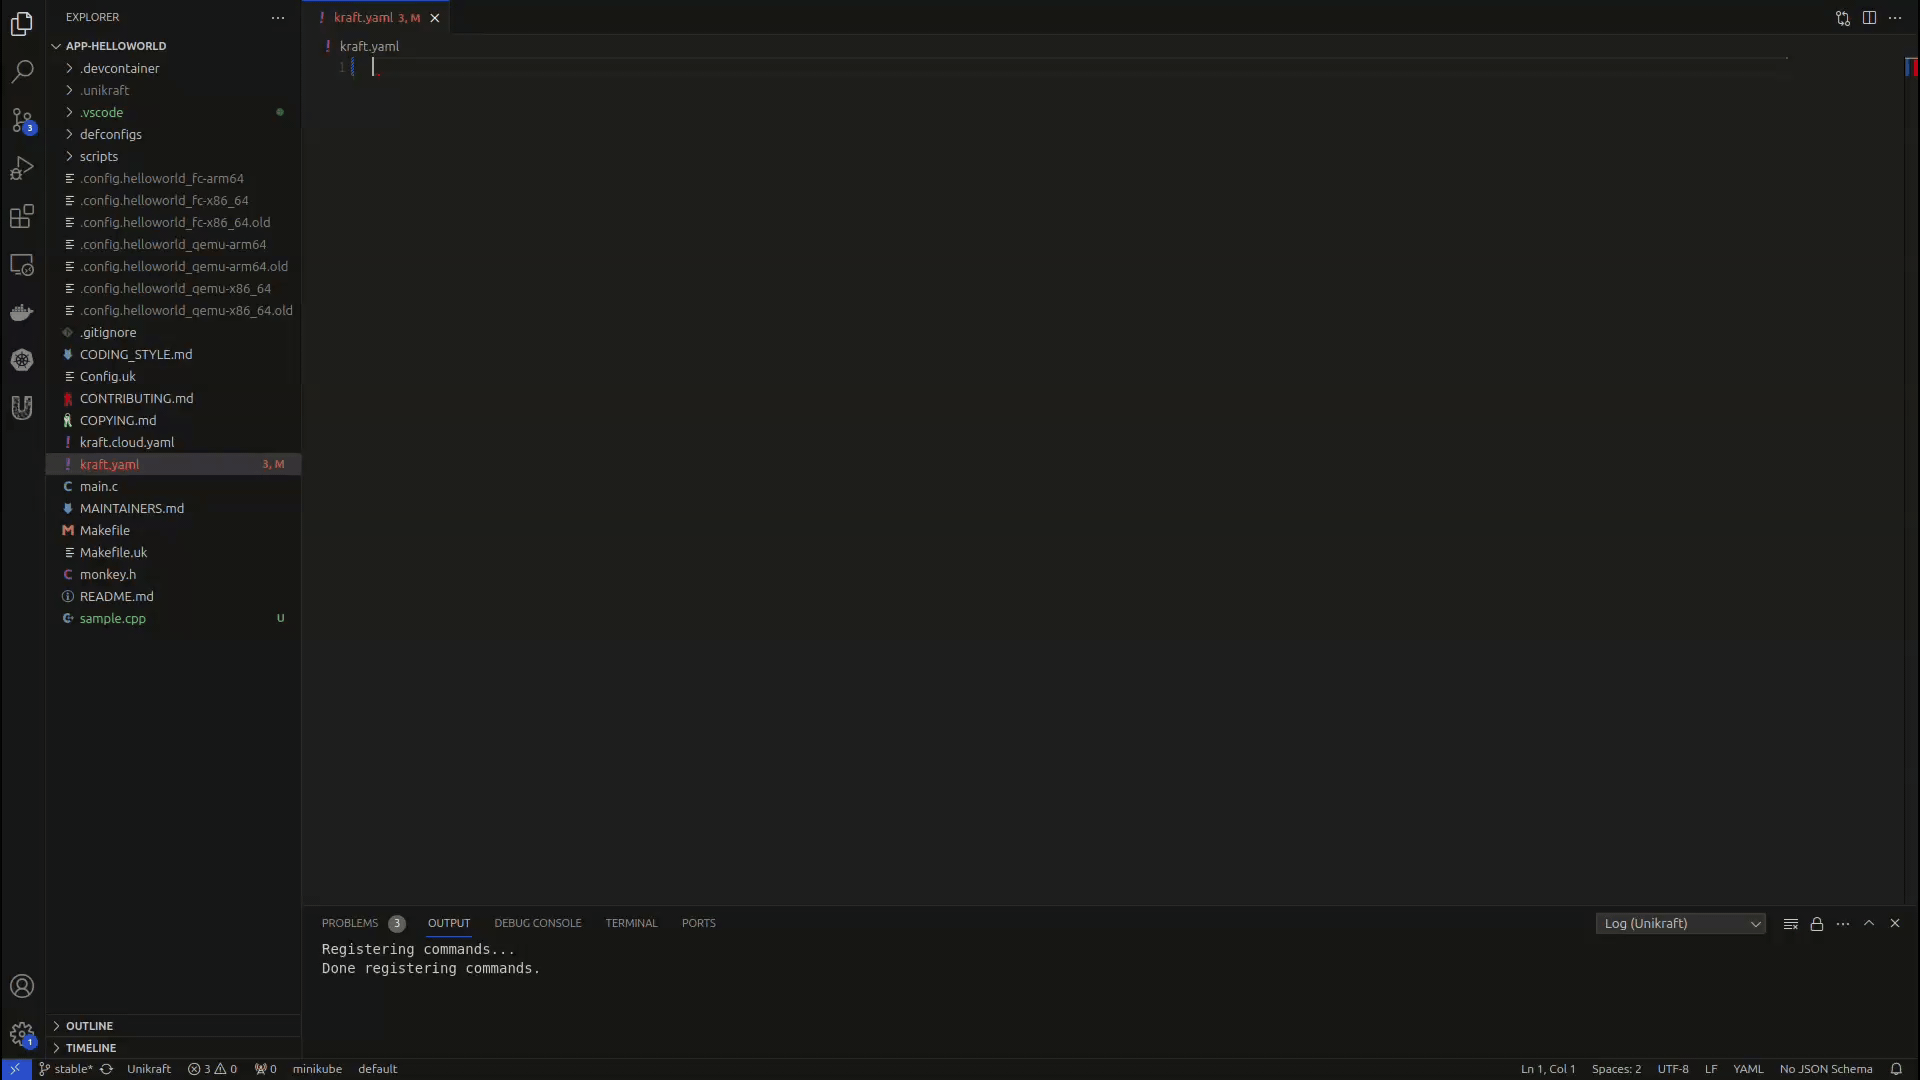 EXPLORER
APP-HELLOWORLD
.devcontainer
.unikraft
.vscode
defconfigs
scripts
.config.helloworld_fc-arm64
.config.helloworld_fc-x86_64
.config.helloworld_fc-x86_64.old
.config.helloworld_qemu-arm64
.config.helloworld_qemu-arm64.old
.config.helloworld_qemu-x86_64
.config.helloworld_qemu-x86_64.old
.gitignore
CODING_STYLE.md
Config.uk
CONTRIBUTING.md
COPYING.md
kraft.cloud.yaml
kraft.yaml 3, M
main.c
MAINTAINERS.md
Makefile
Makefile.uk
monkey.h
README.md
sample.cpp U
OUTLINE
TIMELINE
3
1
kraft.yaml 3, M
kraft.yaml
1
PROBLEMS 3 OUTPUT DEBUG CONSOLE TERMINAL PORTS Log (Unikraft)
Registering commands...
Done registering commands.
stable* Unikraft 3 0 0 minikube default Ln 1, Col 1 Spaces: 2 UTF-8 LF YAML No JSON Schema